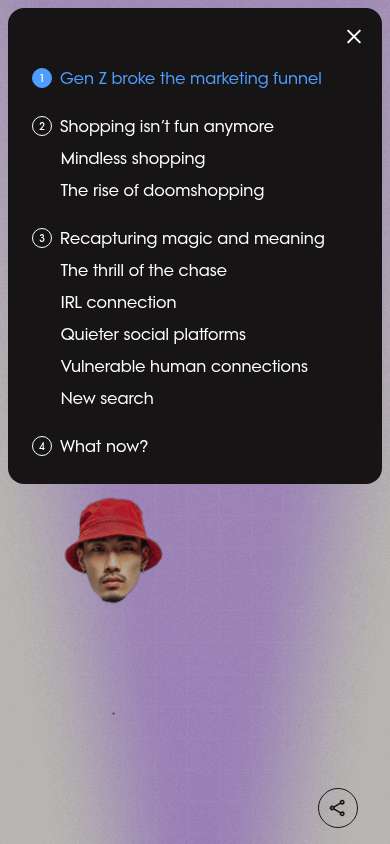 1 Gen Z broke the marketing funnel
2 Shopping isn't fun anymore
Mindless shopping
The rise of doomshopping
3 Recapturing magic and meaning
The thrill of the chase
IRL connection
Quieter social platforms
Vulnerable human connections
New search
4 What now?